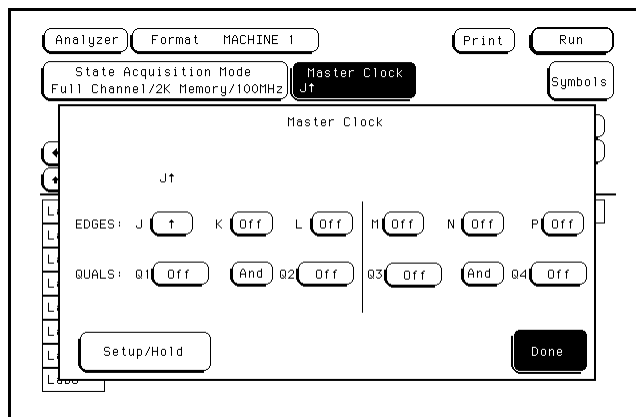 Analyzer Format MACHINE 1 Print Run
State Acquisition Mode
Full Channel/2K Memory/100MHz
Master Clock
J↑
Symbols
Master Clock
J↑
EDGES: J ↑ K Off L Off M Off N Off P Off
QUALS: Q1 Off And Q2 Off Q3 Off And Q4 Off
Setup/Hold Done